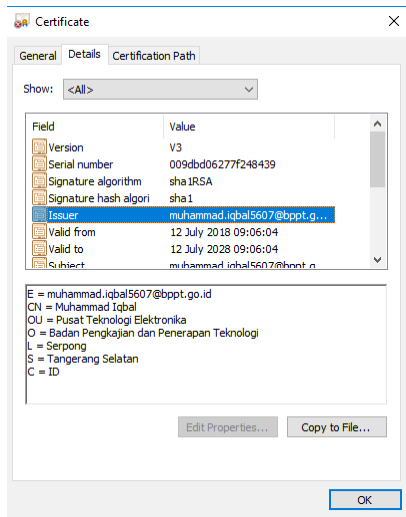 Certificate
General Details Certification Path
Show: <All>
Field Value
Version V3
Serial number 009dbd06277f248439
Signature algorithm sha1RSA
Signature hash algori sha1
Issuer muhammad.iqbal5607@bppt.g...
Valid from 12 July 2018 09:06:04
Valid to 12 July 2028 09:06:04
Subject muhammad.iqbal5607@bppt.g
E = muhammad.iqbal5607@bppt.go.id
CN = Muhammad Iqbal
OU = Pusat Teknologi Elektronika
O = Badan Pengkajian dan Penerapan Teknologi
L = Serpong
S = Tangerang Selatan
C = ID
Edit Properties... Copy to File...
OK